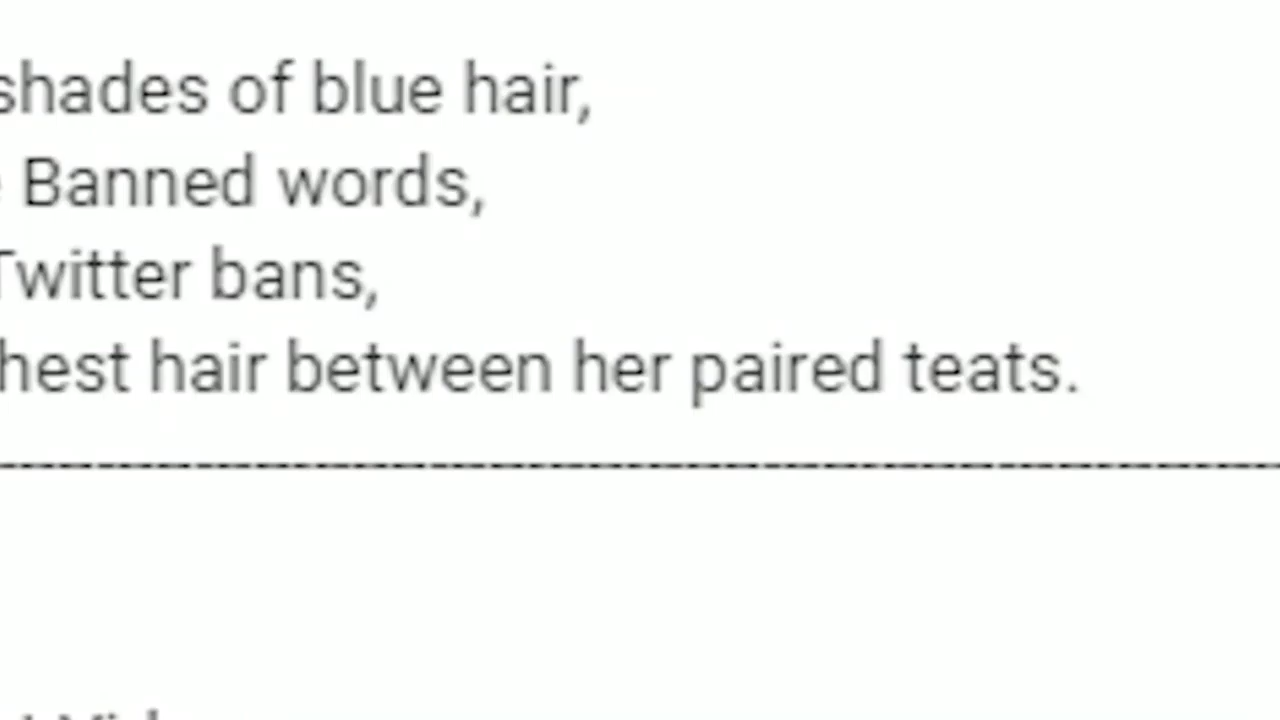 shades of blue hair,
Banned words,
Twitter bans,
hest hair between her paired teats.